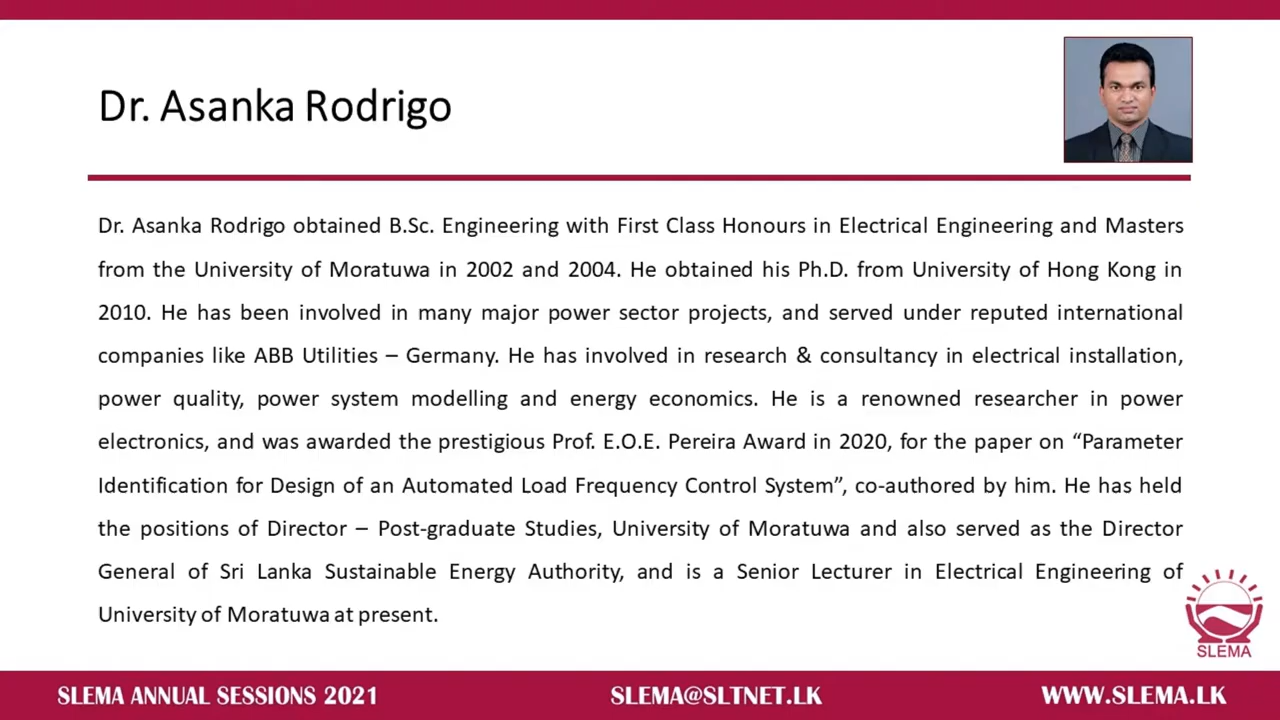 Dr. Asanka Rodrigo
Dr. Asanka Rodrigo obtained B.Sc. Engineering with First Class Honours in Electrical Engineering and Masters
from the University of Moratuwa in 2002 and 2004. He obtained his Ph.D. from University of Hong Kong in
2010. He has been involved in many major power sector projects, and served under reputed international
companies like ABB Utilities – Germany. He has involved in research & consultancy in electrical installation,
power quality, power system modelling and energy economics. He is a renowned researcher in power
electronics, and was awarded the prestigious Prof. E.O.E. Pereira Award in 2020, for the paper on “Parameter
Identification for Design of an Automated Load Frequency Control System”, co-authored by him. He has held
the positions of Director – Post-graduate Studies, University of Moratuwa and also served as the Director
General of Sri Lanka Sustainable Energy Authority, and is a Senior Lecturer in Electrical Engineering of
University of Moratuwa at present.
SLEMA
SLEMA ANNUAL SESSIONS 2021
SLEMA@SLTNET.LK
WWW.SLEMA.LK